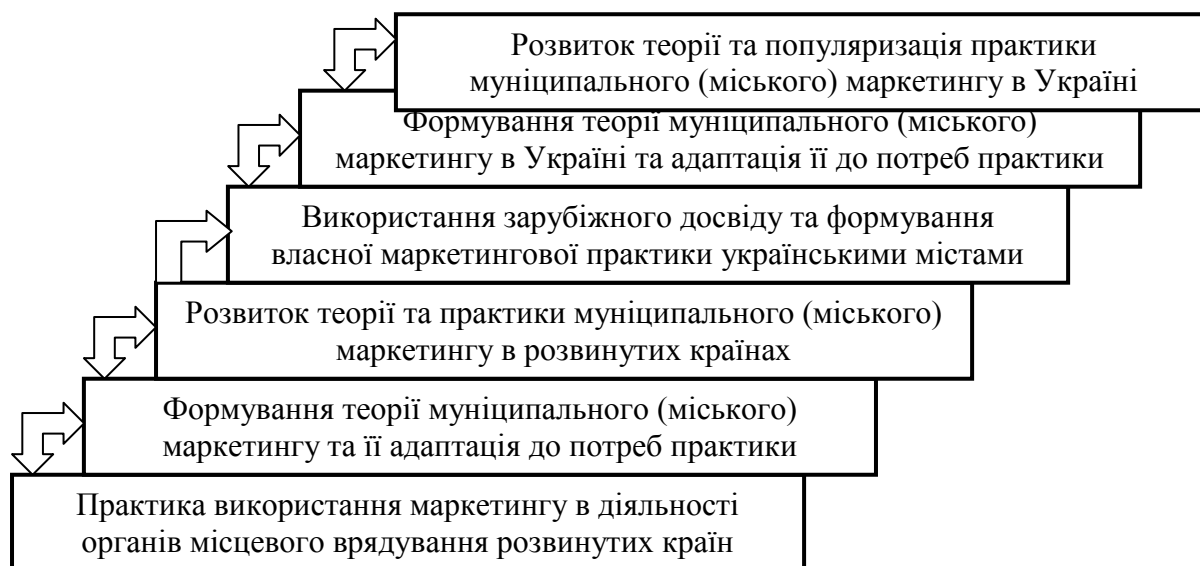 Розвиток теорії та популяризація практики
муніципального (міського) маркетингу в Україні
Формування теорії муніципального (міського)
маркетингу в Україні та адаптація її до потреб практики
Використання зарубіжного досвіду та формування
власної маркетингової практики українськими містами
Розвиток теорії та практики муніципального (міського)
маркетингу в розвинутих країнах
Формування теорії муніципального (міського)
маркетингу та її адаптація до потреб практики
Практика використання маркетингу в діяльності
органів місцевого врядування розвинутих країн